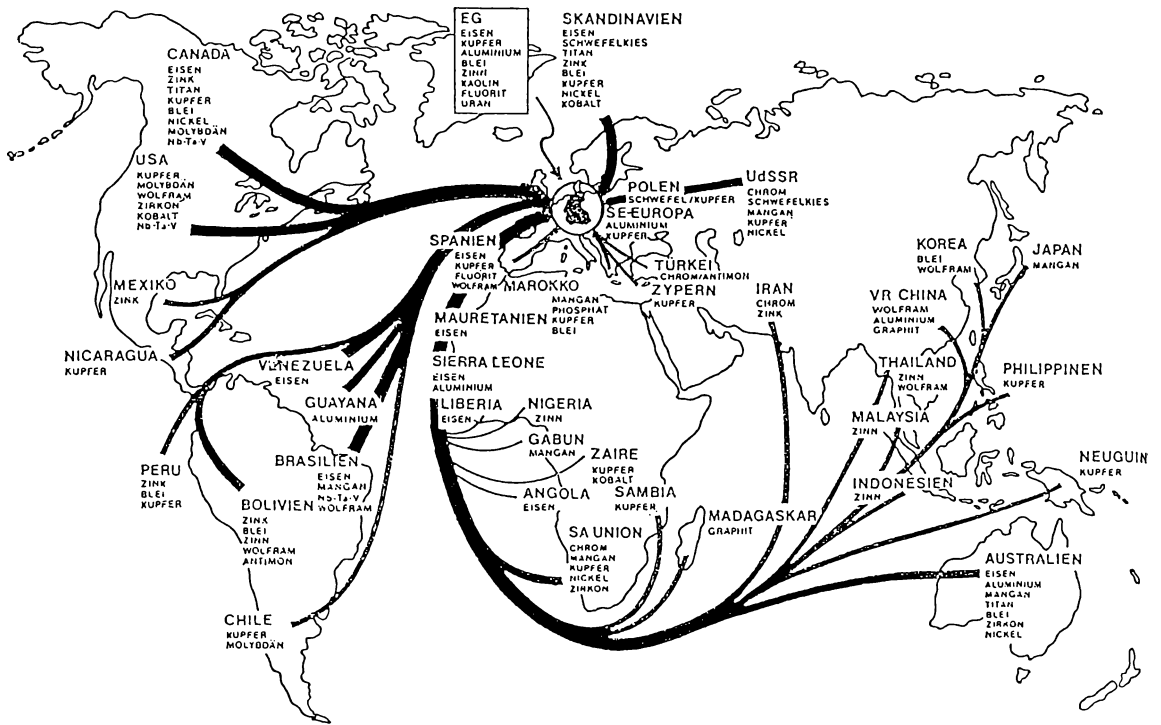 EG
EISEN
KUPFER
ALUMINIUM
BLEI
ZINN
KAOLIN
FLUORIT
URAN
SKANDINAVIEN
EISEN
SCHWEFELKIES
TITAN
ZINK
BLEI
KUPFER
NICKEL
KOBALT
CANADA
EISEN
ZINK
TITAN
KUPFER
BLEI
NICKEL
MOLYBDÄN
Nb-Ta-V
USA
KUPFER
MOLYBDÄN
WOLFRAM
ZIRKON
KOBALT
Nb-Ta-V
POLEN
SCHWEFEL/KUPFER
UdSSR
CHROM
SCHWEFELKIES
MANGAN
KUPFER
NICKEL
SE-EUROPA
ALUMINIUM
KUPFER
SPANIEN
EISEN
KUPFER
FLUORIT
WOLFRAM
TÜRKEI
CHROM/ANTIMON
ZYPERN
KUPFER
MAROKKO
MANGAN
PHOSPHAT
KUPFER
BLEI
IRAN
CHROM
ZINK
KOREA
BLEI
WOLFRAM
JAPAN
MANGAN
VR CHINA
WOLFRAM
ALUMINIUM
GRAPHIT
MEXIKO
ZINK
MAURETANIEN
EISEN
NICARAGUA
KUPFER
VENEZUELA
EISEN
SIERRA LEONE
EISEN
ALUMINIUM
THAILAND
ZINN
WOLFRAM
PHILIPPINEN
KUPFER
GUAYANA
ALUMINIUM
LIBERIA
EISEN
NIGERIA
ZINN
MALAYSIA
ZINN
GABUN
MANGAN
ZAIRE
KUPFER
KOBALT
BRASILIEN
EISEN
MANGAN
Nb-Ta-V
WOLFRAM
PERU
ZINK
BLEI
KUPFER
NEUGUIN
KUPFER
INDONESIEN
ZINN
ANGOLA
EISEN
SAMBIA
KUPFER
BOLIVIEN
ZINK
BLEI
ZINN
WOLFRAM
ANTIMON
MADAGASKAR
GRAPHIT
SA UNION
CHROM
MANGAN
KUPFER
NICKEL
ZIRKON
AUSTRALIEN
EISEN
ALUMINIUM
MANGAN
TITAN
BLEI
ZIRKON
NICKEL
CHILE
KUPFER
MOLYBDÄN